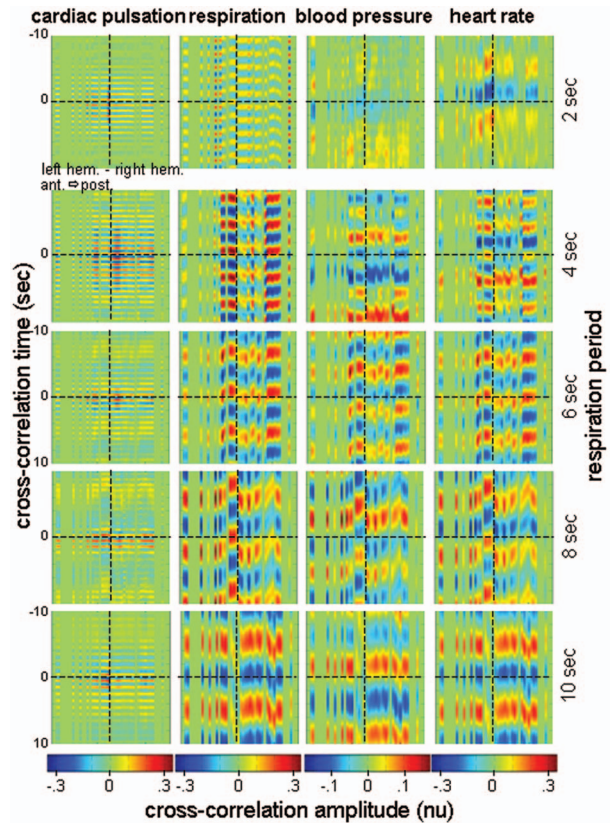 cardiac pulsation respiration blood pressure heart rate
-10
0
2 sec
left hem. - right hem.
ant. ⇨ post.
0
4 sec
-10
0
10
6 sec
0
8 sec
-10
0
10
10 sec
cross-correlation time (sec)
respiration period
-.3 0 .3 -.3 0 .3 -.1 0 .1 -.3 0 .3
cross-correlation amplitude (nu)